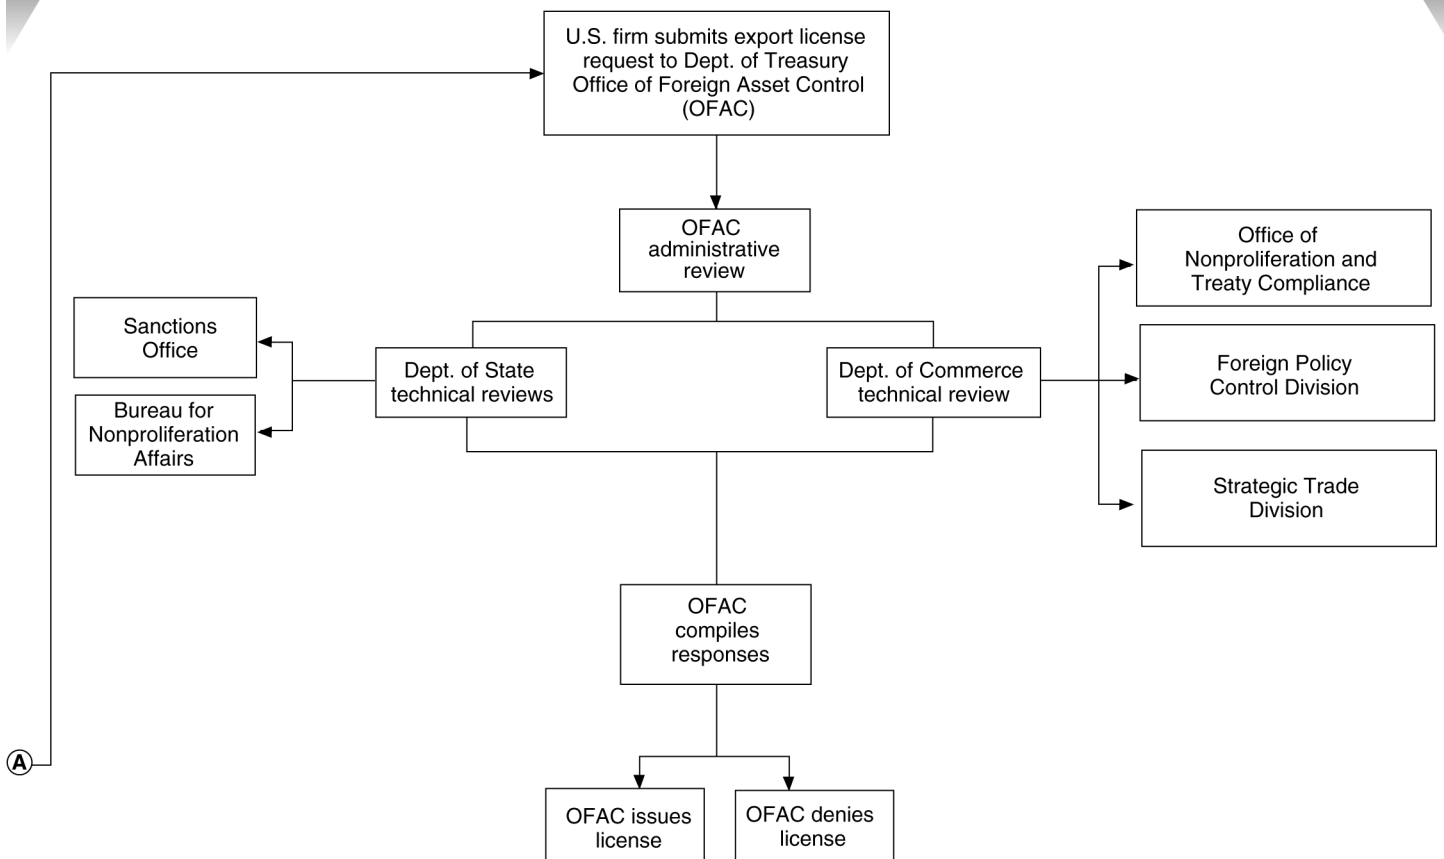 U.S. firm submits export license
request to Dept. of Treasury
Office of Foreign Asset Control
(OFAC)
OFAC
administrative
review
Office of
Nonproliferation and
Treaty Compliance
Sanctions
Office
Dept. of State
technical reviews
Dept. of Commerce
technical review
Foreign Policy
Control Division
Bureau for
Nonproliferation
Affairs
Strategic Trade
Division
OFAC
compiles
responses
A
OFAC issues
license
OFAC denies
license